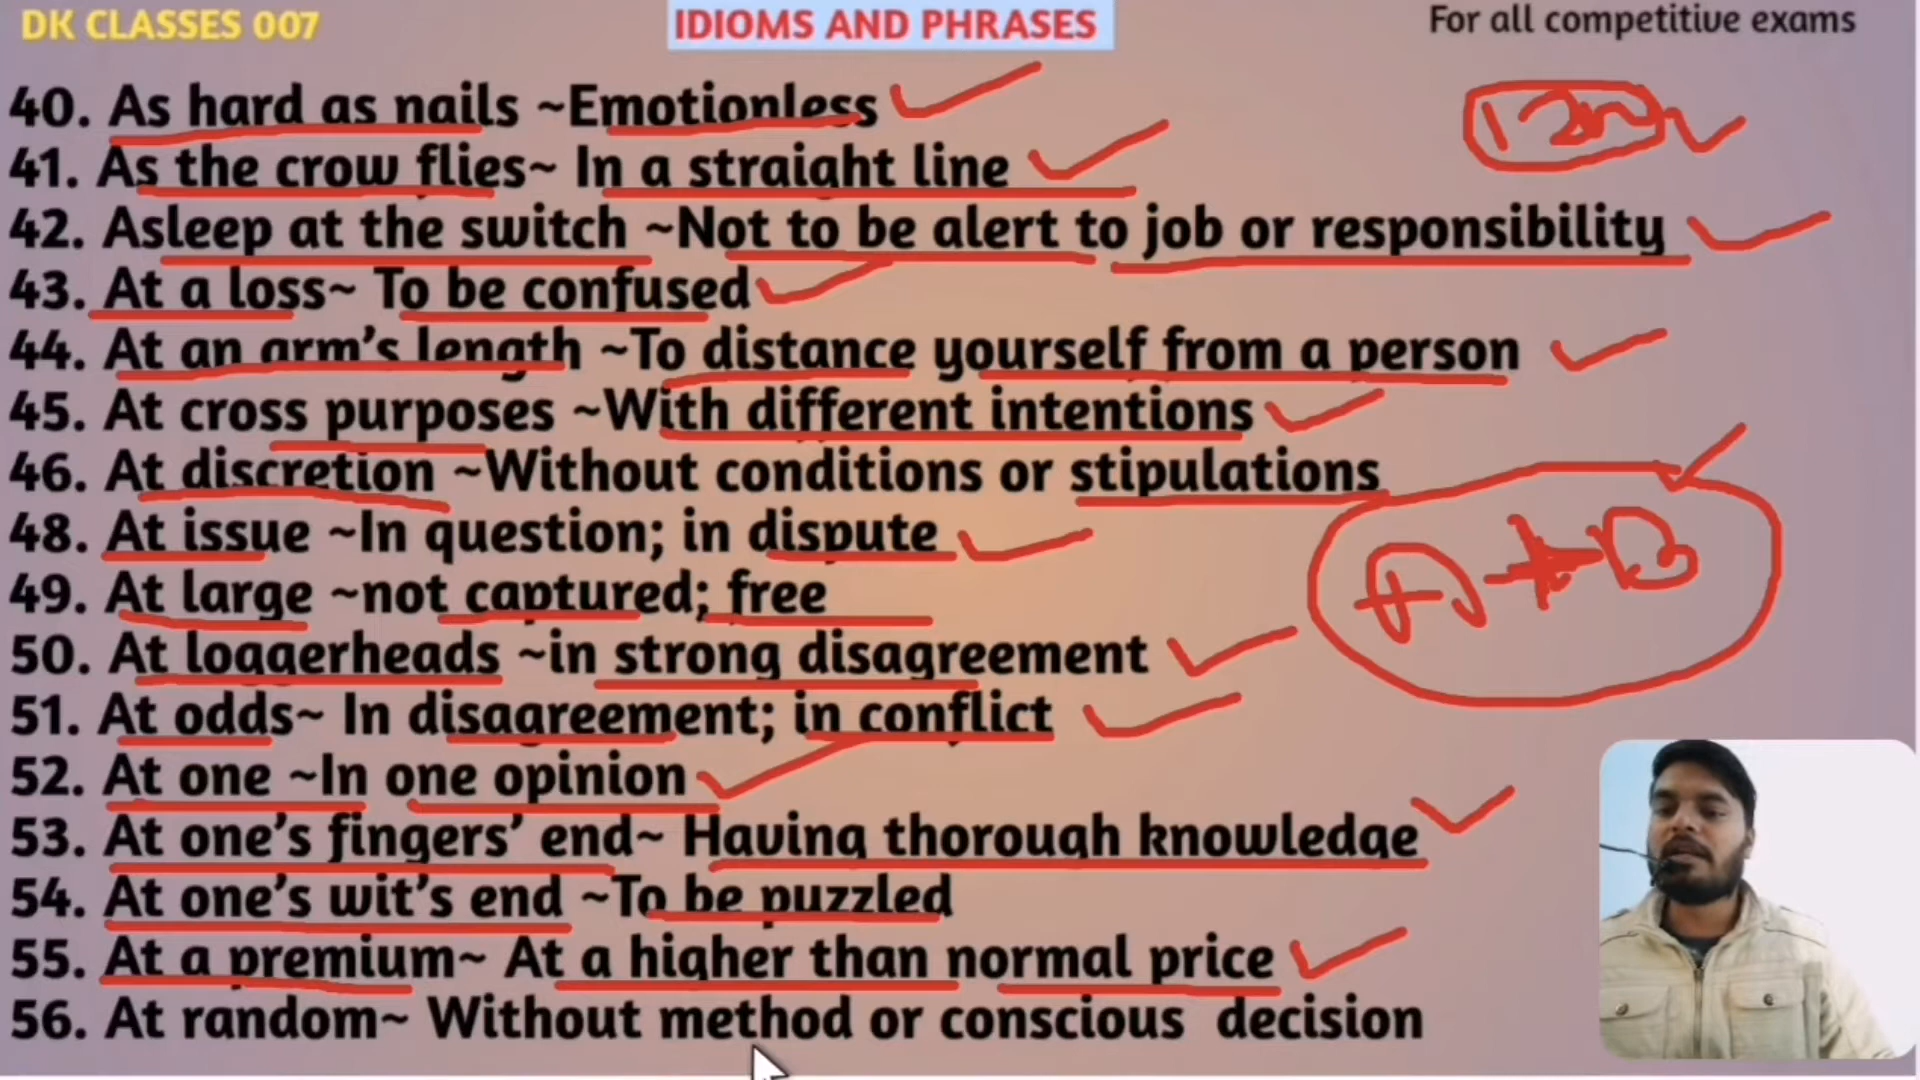 DK CLASSES 007
IDIOMS AND PHRASES
For all competitive exams
40. As hard as nails ~Emotionless
41. As the crow flies~ In a straight line
42. Asleep at the switch ~Not to be alert to job or responsibility
43. At a loss~ To be confused
44. At an arm's length ~To distance yourself from a person
45. At cross purposes ~With different intentions
46. At discretion ~Without conditions or stipulations
48. At issue ~In question; in dispute
49. At large ~not captured; free
50. At loggerheads ~in strong disagreement
51. At odds~ In disagreement; in conflict
52. At one ~In one opinion
53. At one's fingers' end~ Having thorough knowledge
54. At one's wit's end ~To be puzzled
55. At a premium~ At a higher than normal price
56. At random~ Without method or conscious decision